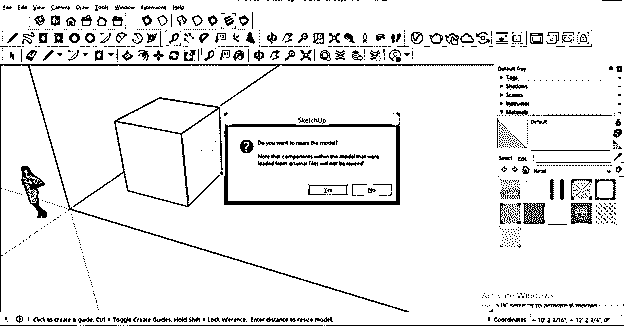 File Edit View Camera Draw Tools Window Extensions Help
Default Tray
Tags
Shadows
Scenes
Instructor
Materials
Default
SketchUp
Do you want to resize the model?
Note that components within the model that were
loaded from external files will not be resized
Yes No
Select Edit
Metal
Activate Windows
Click to create a guide. Ctrl = Toggle Create Guides. Hold Shift = Lock Inference. Enter distance to resize model.
Coordinates